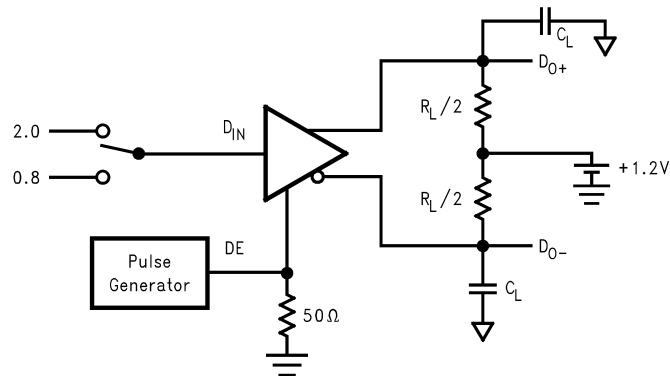 C_L
D_O+
R_L/2
2.0
D_IN
+1.2V
0.8
R_L/2
DE
D_O−
Pulse
Generator
C_L
50Ω